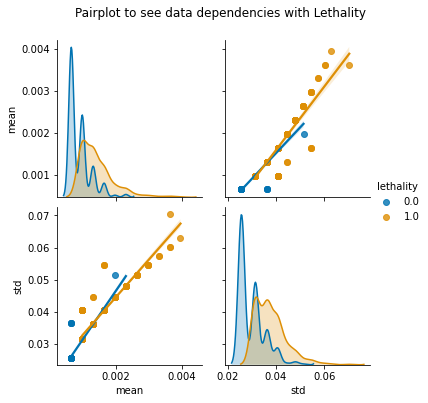 Pairplot to see data dependencies with Lethality
0.004
0.003
0.002
0.001
mean
lethality
0.0
1.0
0.07
0.06
0.05
0.04
0.03
std
0.002
0.004
mean
0.02
0.04
0.06
std